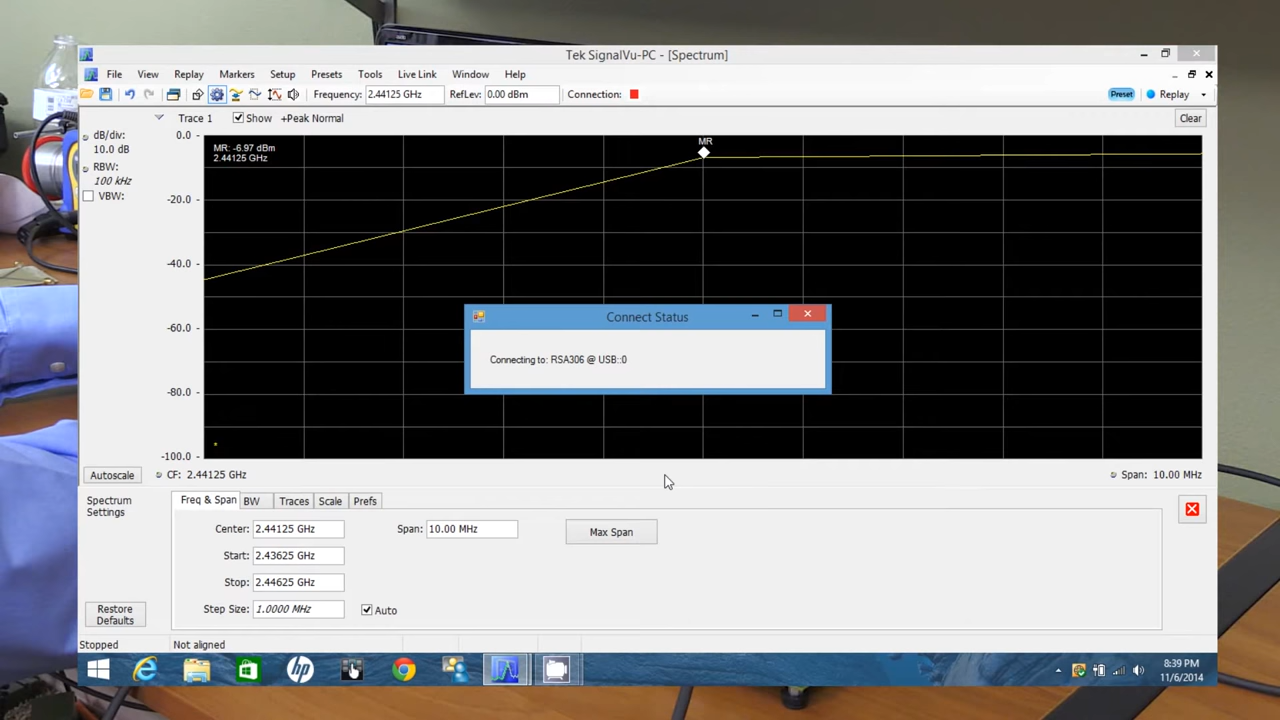 Tek SignalVu-PC - [Spectrum]
File View Replay Markers Setup Presets Tools Live Link Window Help
Frequency: 2.44125 GHz RefLev: 0.00 dBm Connection: Preset Replay
Trace 1 Show +Peak Normal Clear
dB/div:
10.0 dB
RBW:
100 kHz
VBW:
0.0
-20.0
-40.0
-60.0
-80.0
-100.0
MR: -6.97 dBm
2.44125 GHz
MR
Connect Status
Connecting to: RSA306 @ USB::0
Autoscale CF: 2.44125 GHz Span: 10.00 MHz
Spectrum
Settings
Freq & Span BW Traces Scale Prefs
Center: 2.44125 GHz Span: 10.00 MHz Max Span
Start: 2.43625 GHz
Stop: 2.44625 GHz
Step Size: 1.0000 MHz Auto
Restore
Defaults
Stopped Not aligned
hp
8:39 PM
11/6/2014